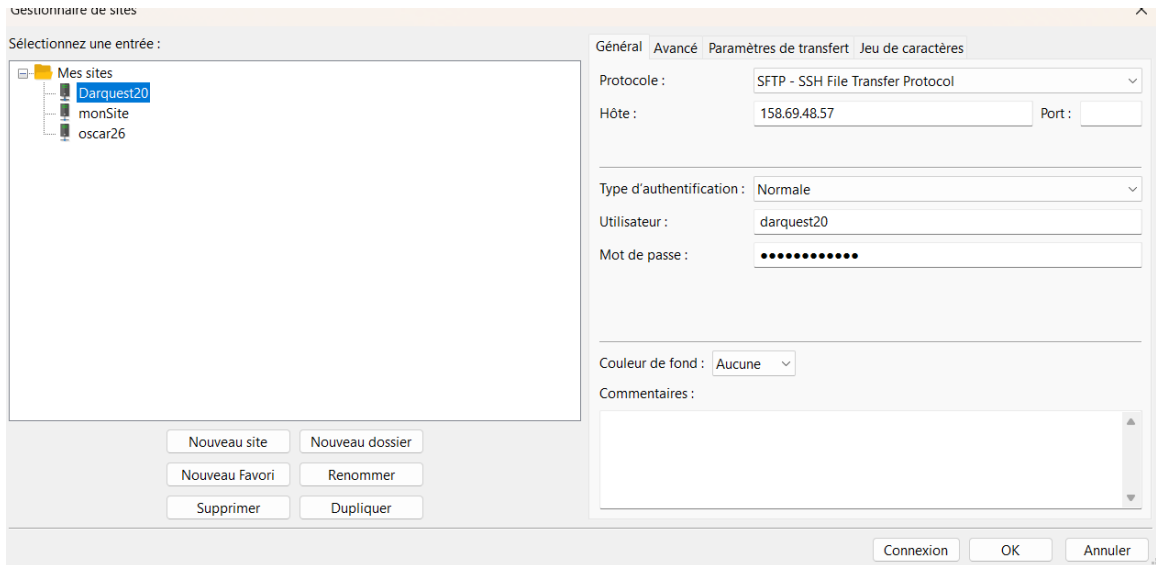 Gestionnaire de sites
Sélectionnez une entrée :
Mes sites
Darquest20
monSite
oscar26
Nouveau site Nouveau dossier
Nouveau Favori Renommer
Supprimer Dupliquer
Général Avancé Paramètres de transfert Jeu de caractères
Protocole : SFTP - SSH File Transfer Protocol
Hôte : 158.69.48.57 Port :
Type d'authentification : Normale
Utilisateur : darquest20
Mot de passe : ●●●●●●●●●●●●
Couleur de fond : Aucune
Commentaires :
Connexion OK Annuler